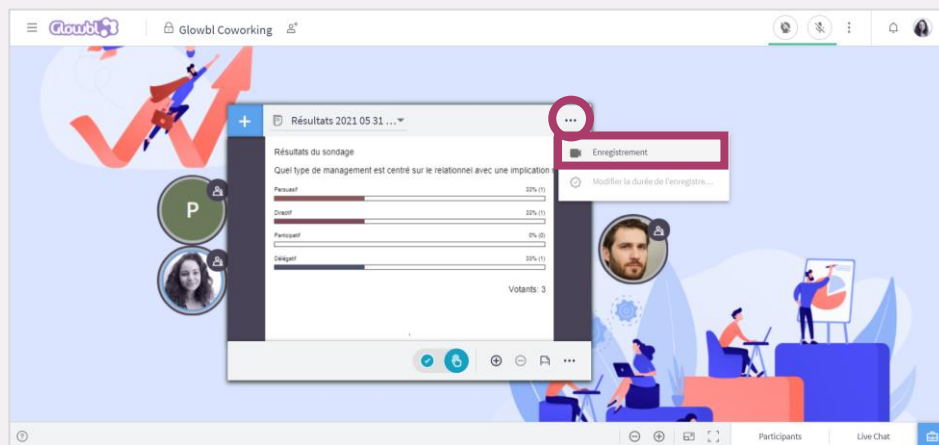 Glowbl
Glowbl Coworking
+
Résultats 2021 05 31 ...
...
Résultats du sondage
Enregistrement
Quel type de management est centré sur le relationnel avec une implication
Modifier la durée de l'enregistre...
Persuasif 33% (1)
Directif 33% (1)
P
Participatif 0% (0)
Délégatif 33% (1)
Votants: 3
Participants
Live Chat